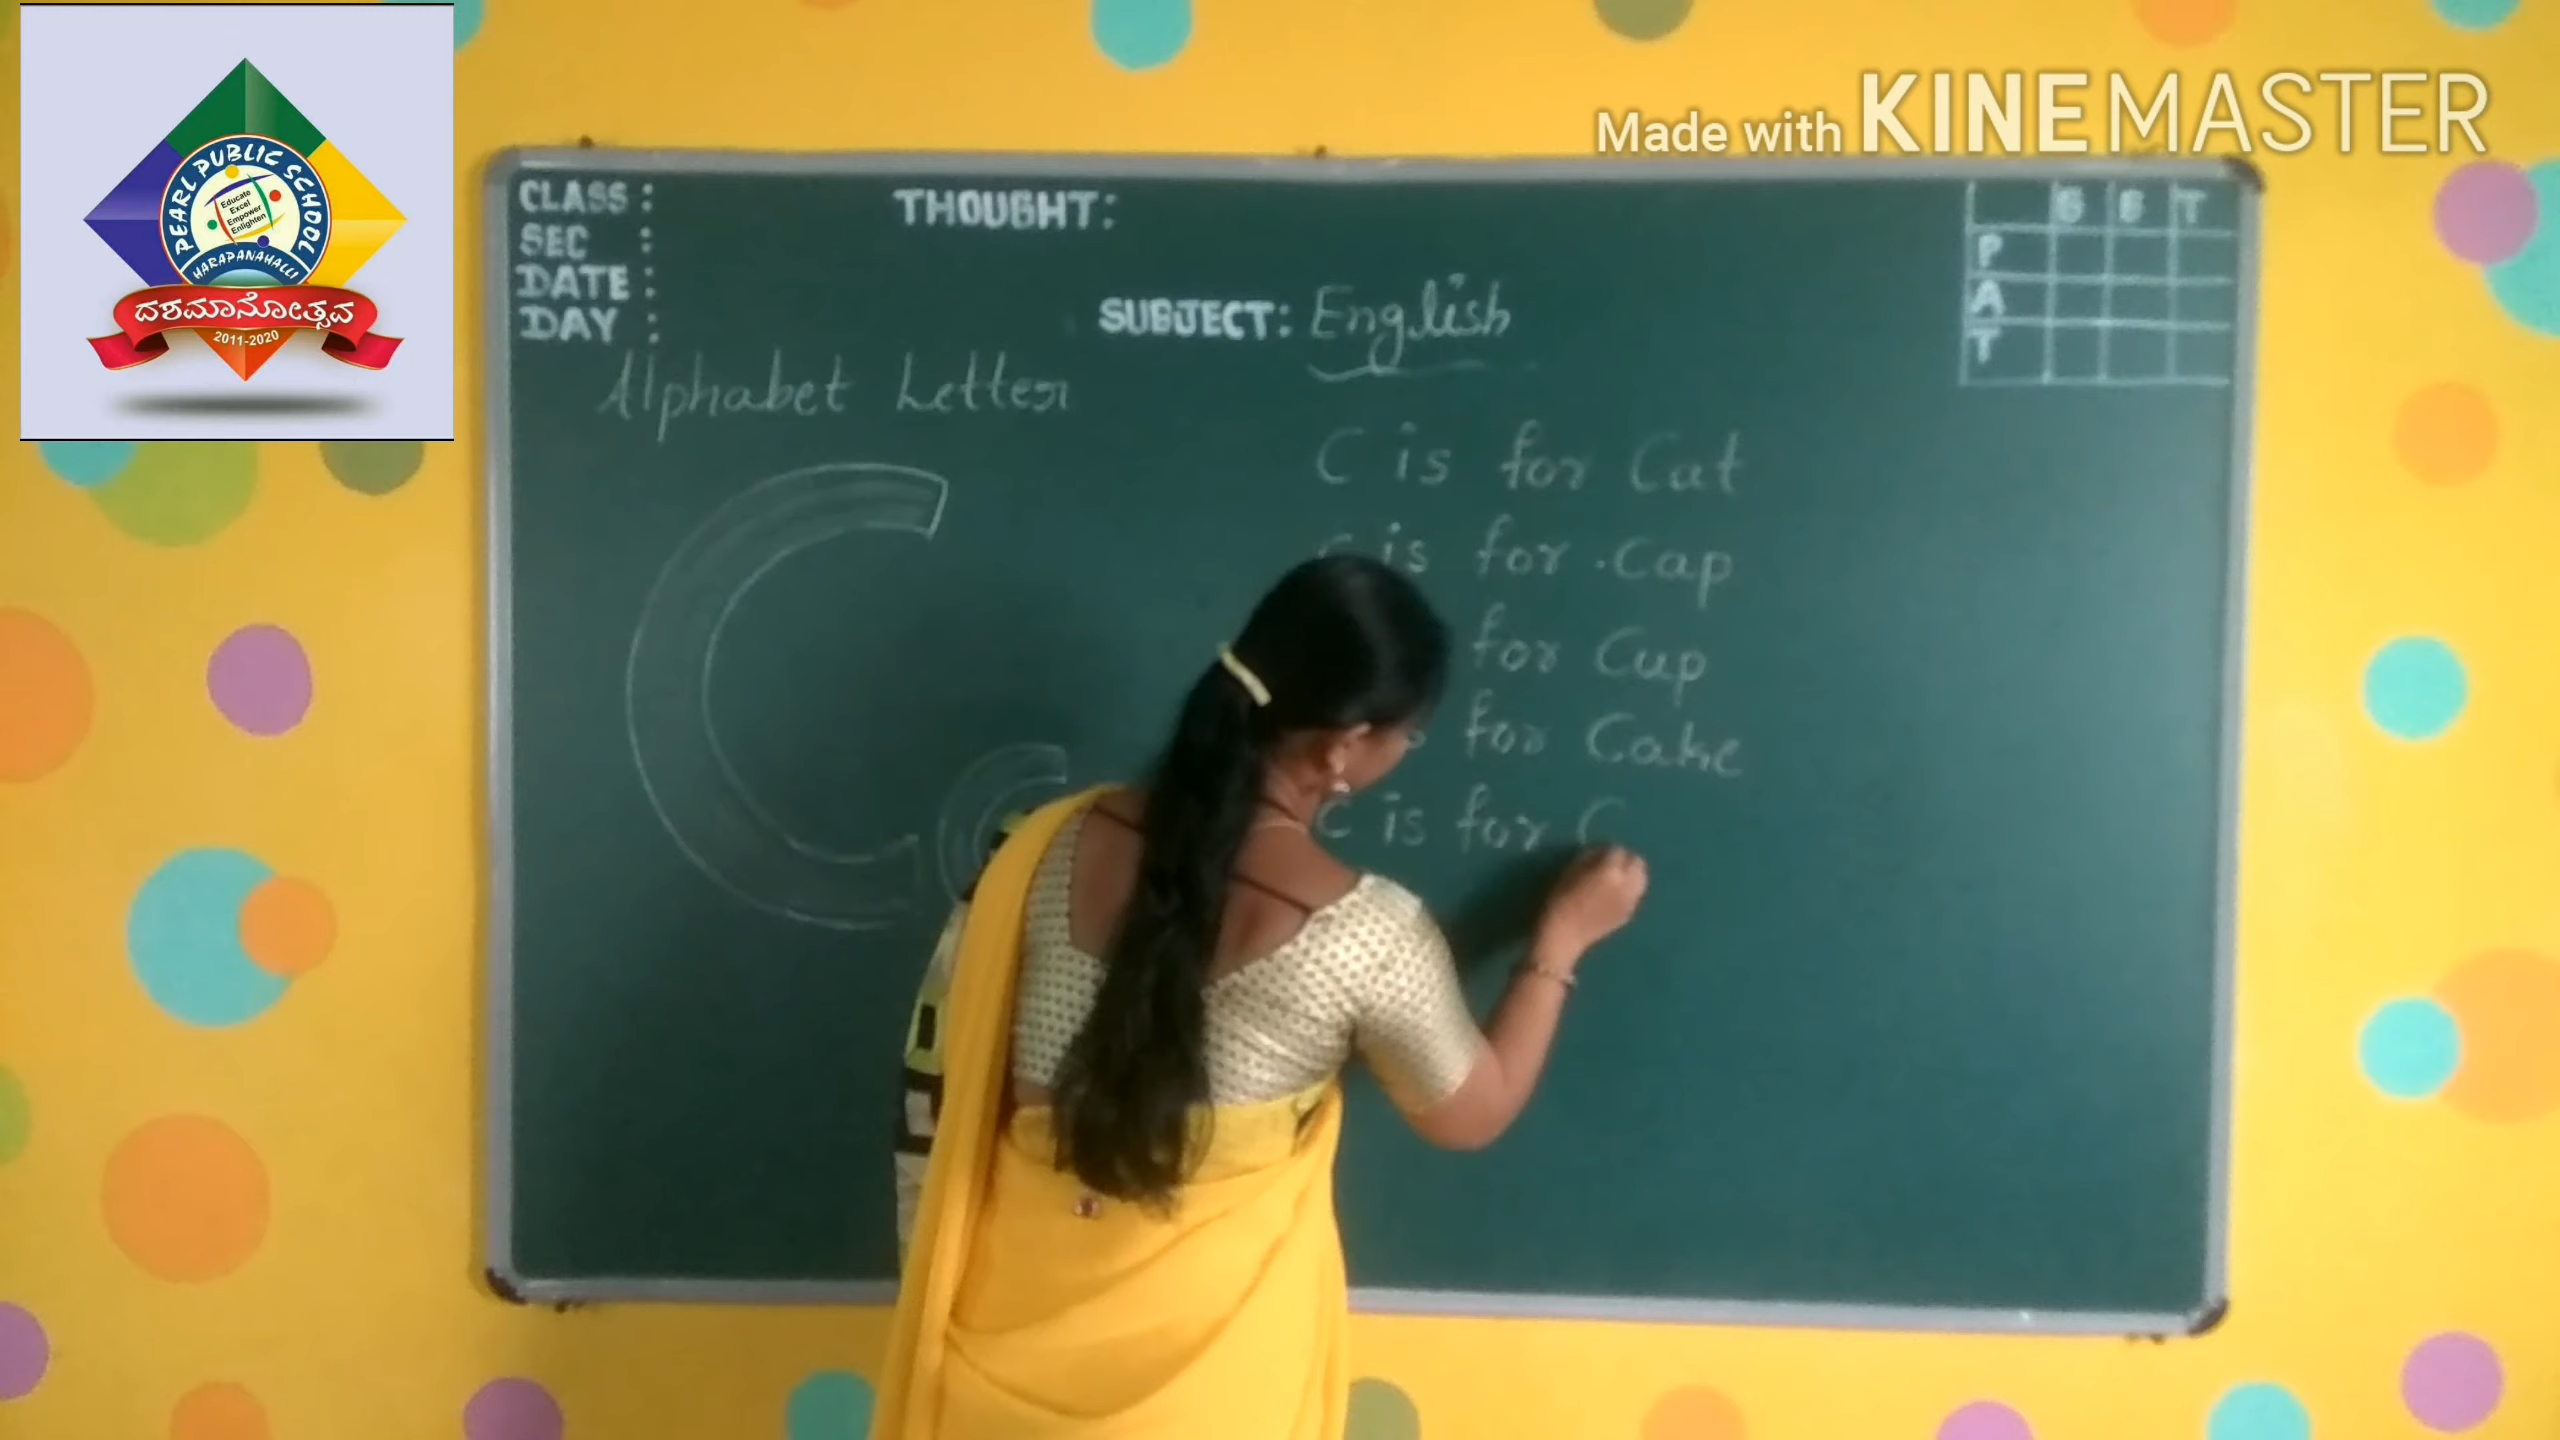 PEARL PUBLIC SCHOOL
Educate
Excel
Empower
Enlighten
HARAPANAHALLI
ದಶಮಾನೋತ್ಸವ
2011-2020
Made with KINEMASTER
CLASS :
SEC :
DATE :
DAY :
THOUGHT:
SUBJECT: English
B G T
P
A
T
Alphabet Letter
C c
C is for Cat
C is for Cap
for Cup
for Cake
C is for C